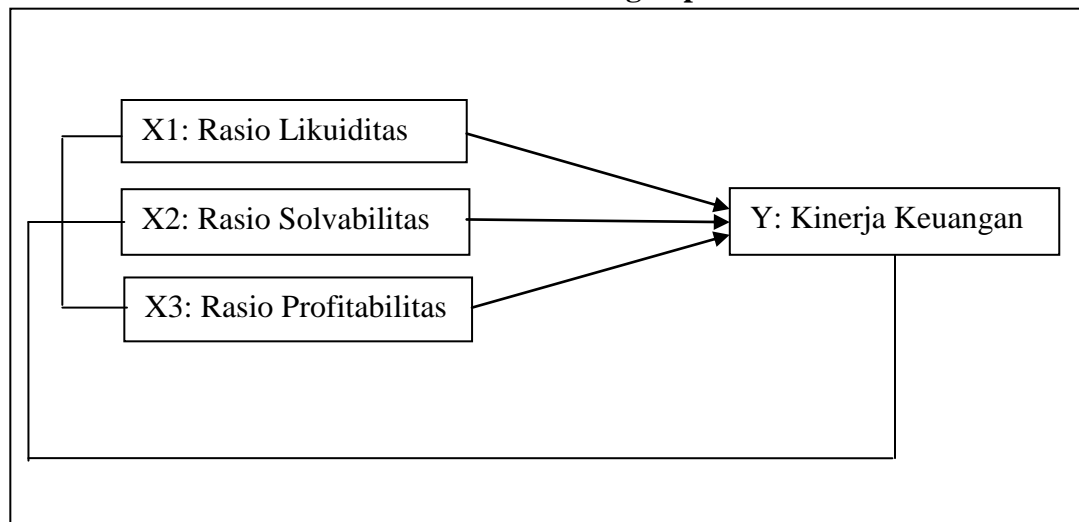 X1: Rasio Likuiditas
X2: Rasio Solvabilitas
Y: Kinerja Keuangan
X3: Rasio Profitabilitas